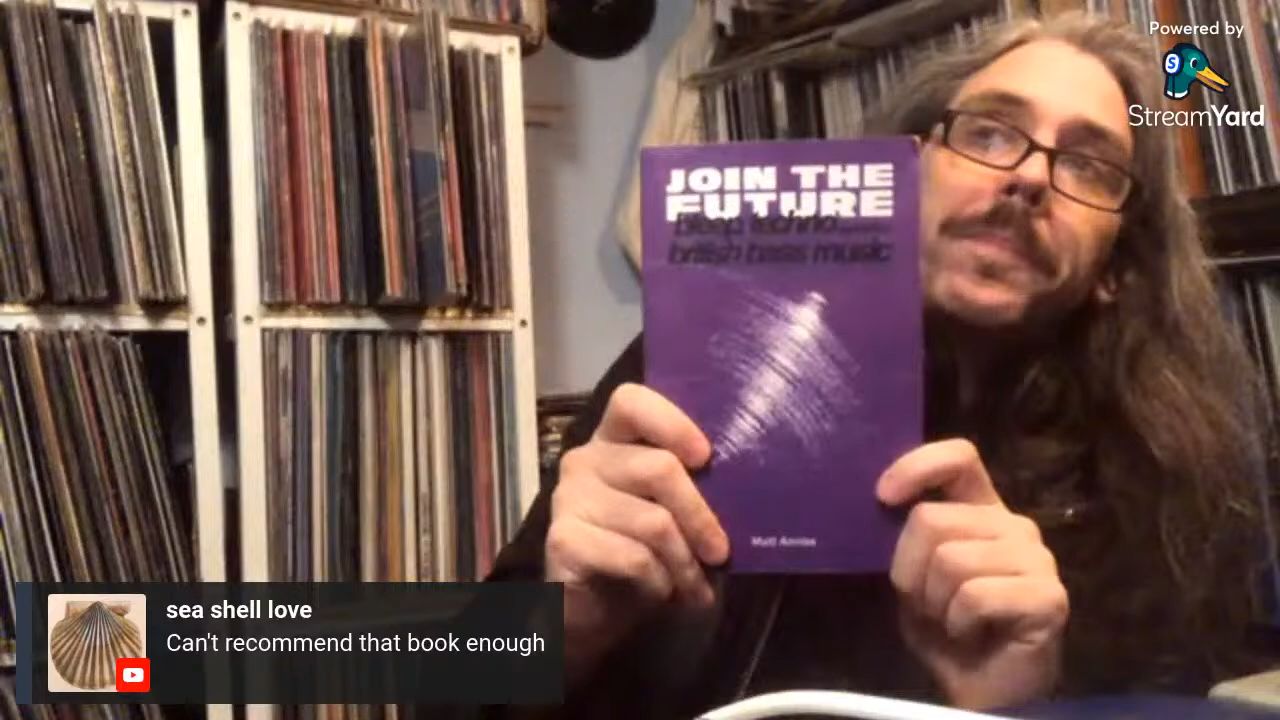 Powered by
StreamYard
JOIN THE
FUTURE
bleep techno
british bass music
Matt Anniss
sea shell love
Can't recommend that book enough